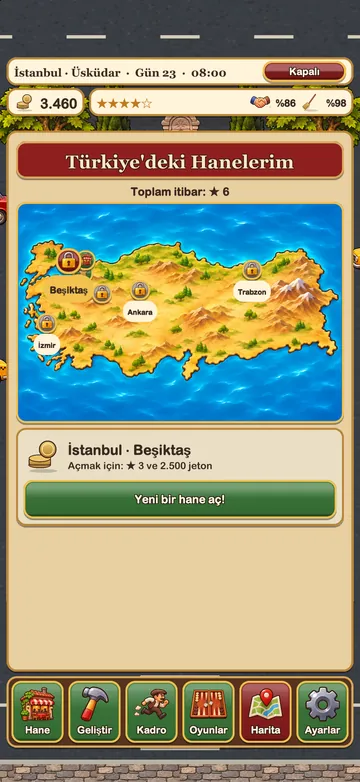 İstanbul · Üsküdar · Gün 23 · 08:00
Kapalı
3.460
★★★★☆
%86
%98
Türkiye'deki Hanelerim
Toplam itibar: ★ 6
Beşiktaş
Trabzon
Ankara
İzmir
İstanbul · Beşiktaş
Açmak için: ★ 3 ve 2.500 jeton
Yeni bir hane aç!
Hane
Geliştir
Kadro
Oyunlar
Harita
Ayarlar